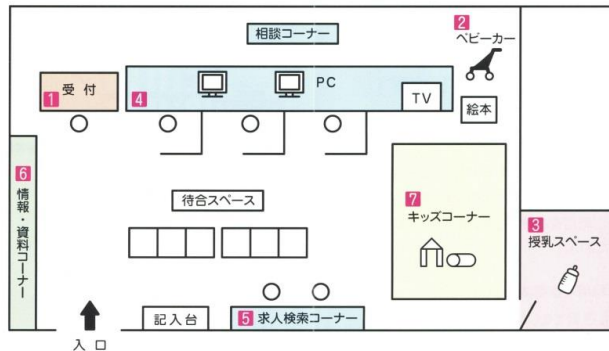 相談コーナー
2
ベビーカー
1 受付
4
PC
TV
絵本
6 情報・資料コーナー
待合スペース
7
キッズコーナー
3
授乳スペース
記入台
5 求人検索コーナー
入口